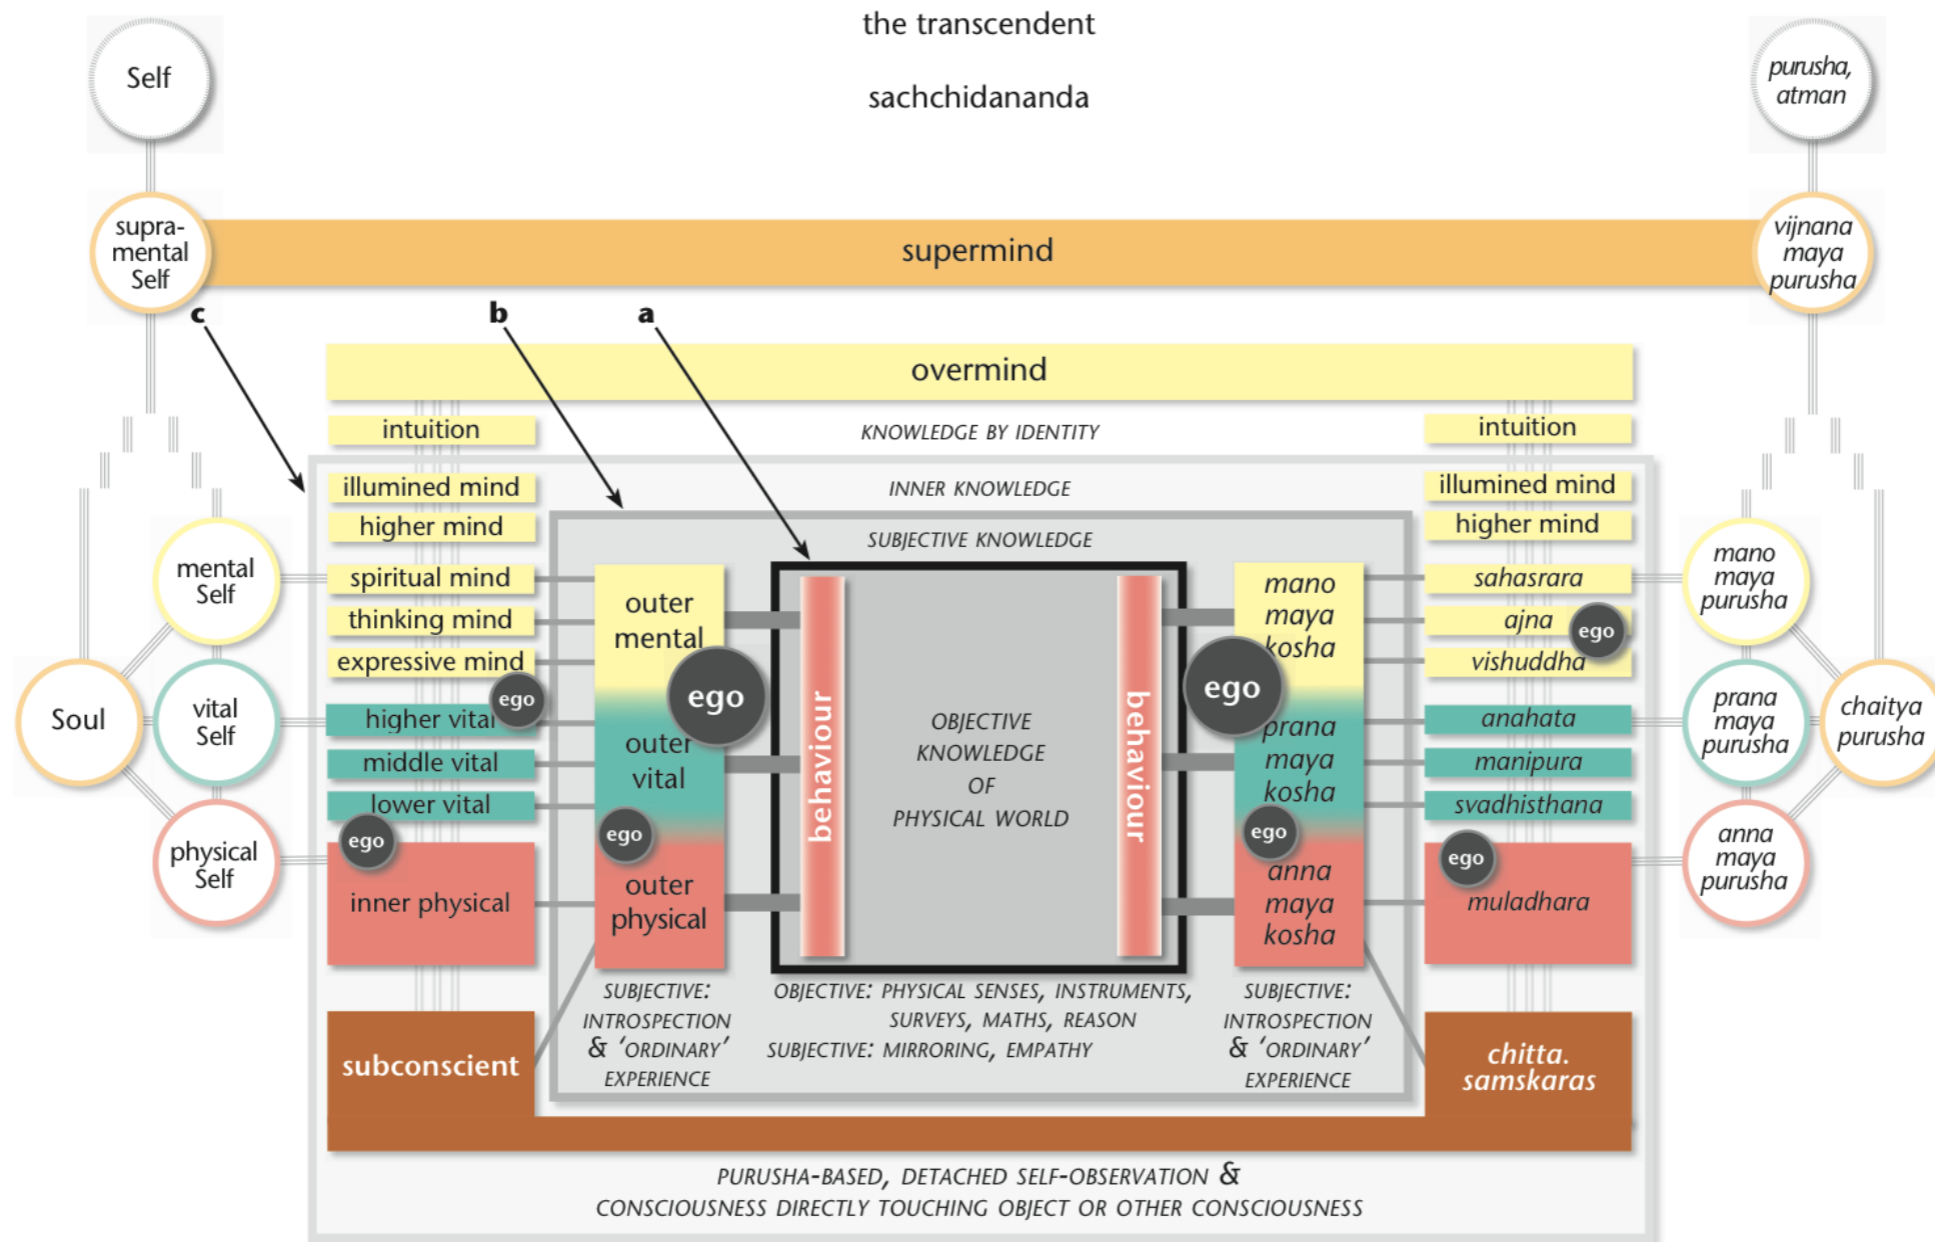 the transcendent
sachchidananda
Self
purusha,
atman
supra-
mental
Self
supermind
vijnana
maya
purusha
c
b
a
overmind
intuition
KNOWLEDGE BY IDENTITY
intuition
illumined mind
INNER KNOWLEDGE
illumined mind
higher mind
SUBJECTIVE KNOWLEDGE
higher mind
mental
Self
spiritual mind
thinking mind
expressive mind
ego
higher vital
middle vital
lower vital
ego
inner physical
Soul
vital
Self
physical
Self
outer
mental
ego
outer
vital
ego
outer
physical
behaviour
OBJECTIVE
KNOWLEDGE
OF
PHYSICAL WORLD
behaviour
mano
maya
kosha
ego
prana
maya
kosha
ego
anna
maya
kosha
sahasrara
ajna
ego
vishuddha
anahata
manipura
svadhisthana
ego
muladhara
mano
maya
purusha
prana
maya
purusha
chaitya
purusha
anna
maya
purusha
SUBJECTIVE:
INTROSPECTION
& ‘ORDINARY’
EXPERIENCE
OBJECTIVE: PHYSICAL SENSES, INSTRUMENTS,
SURVEYS, MATHS, REASON
SUBJECTIVE: MIRRORING, EMPATHY
SUBJECTIVE:
INTROSPECTION
& ‘ORDINARY’
EXPERIENCE
subconscient
chitta.
samskaras
PURUSHA-BASED, DETACHED SELF-OBSERVATION &
CONSCIOUSNESS DIRECTLY TOUCHING OBJECT OR OTHER CONSCIOUSNESS